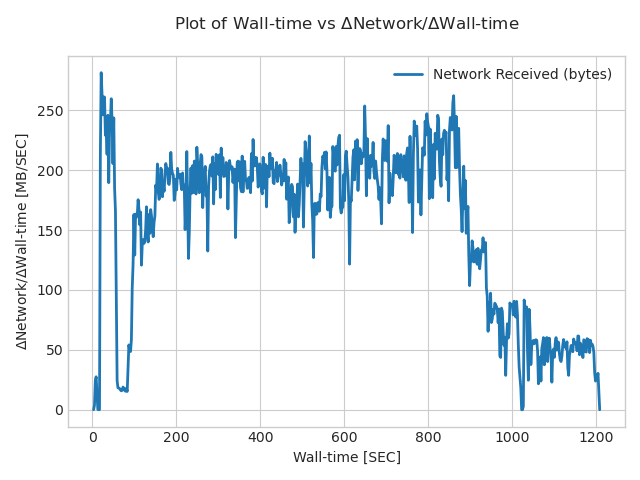 Plot of Wall-time vs ΔNetwork/ΔWall-time
Network Received (bytes)
ΔNetwork/ΔWall-time [MB/SEC]
250
200
150
100
50
0
0 200 400 600 800 1000 1200
Wall-time [SEC]